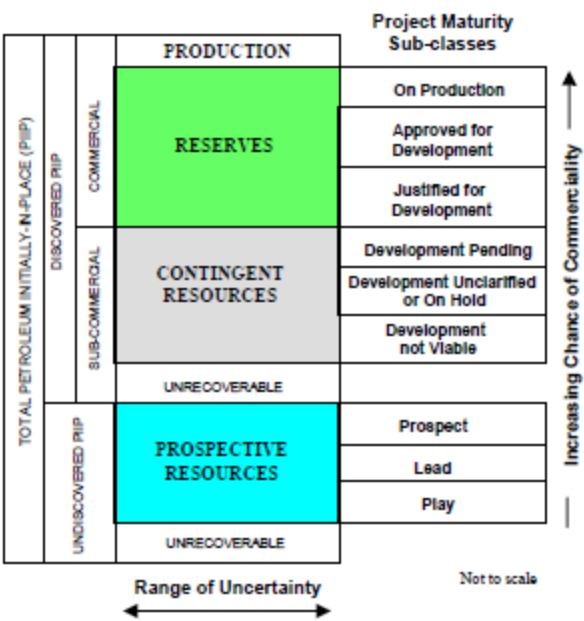 Project Maturity
Sub-classes
PRODUCTION
On Production
RESERVES
Approved for
Development
Justified for
Development
CONTINGENT
RESOURCES
Development Pending
Development Unclarified
or On Hold
Development
not Viable
UNRECOVERABLE
PROSPECTIVE
RESOURCES
Prospect
Lead
Play
UNRECOVERABLE
Range of Uncertainty
Not to scale
TOTAL PETROLEUM INITIALLY-IN-PLACE (PIIP)
DISCOVERED PIIP
UNDISCOVERED PIIP
COMMERCIAL
SUB-COMMERCIAL
Increasing Chance of Commerciality